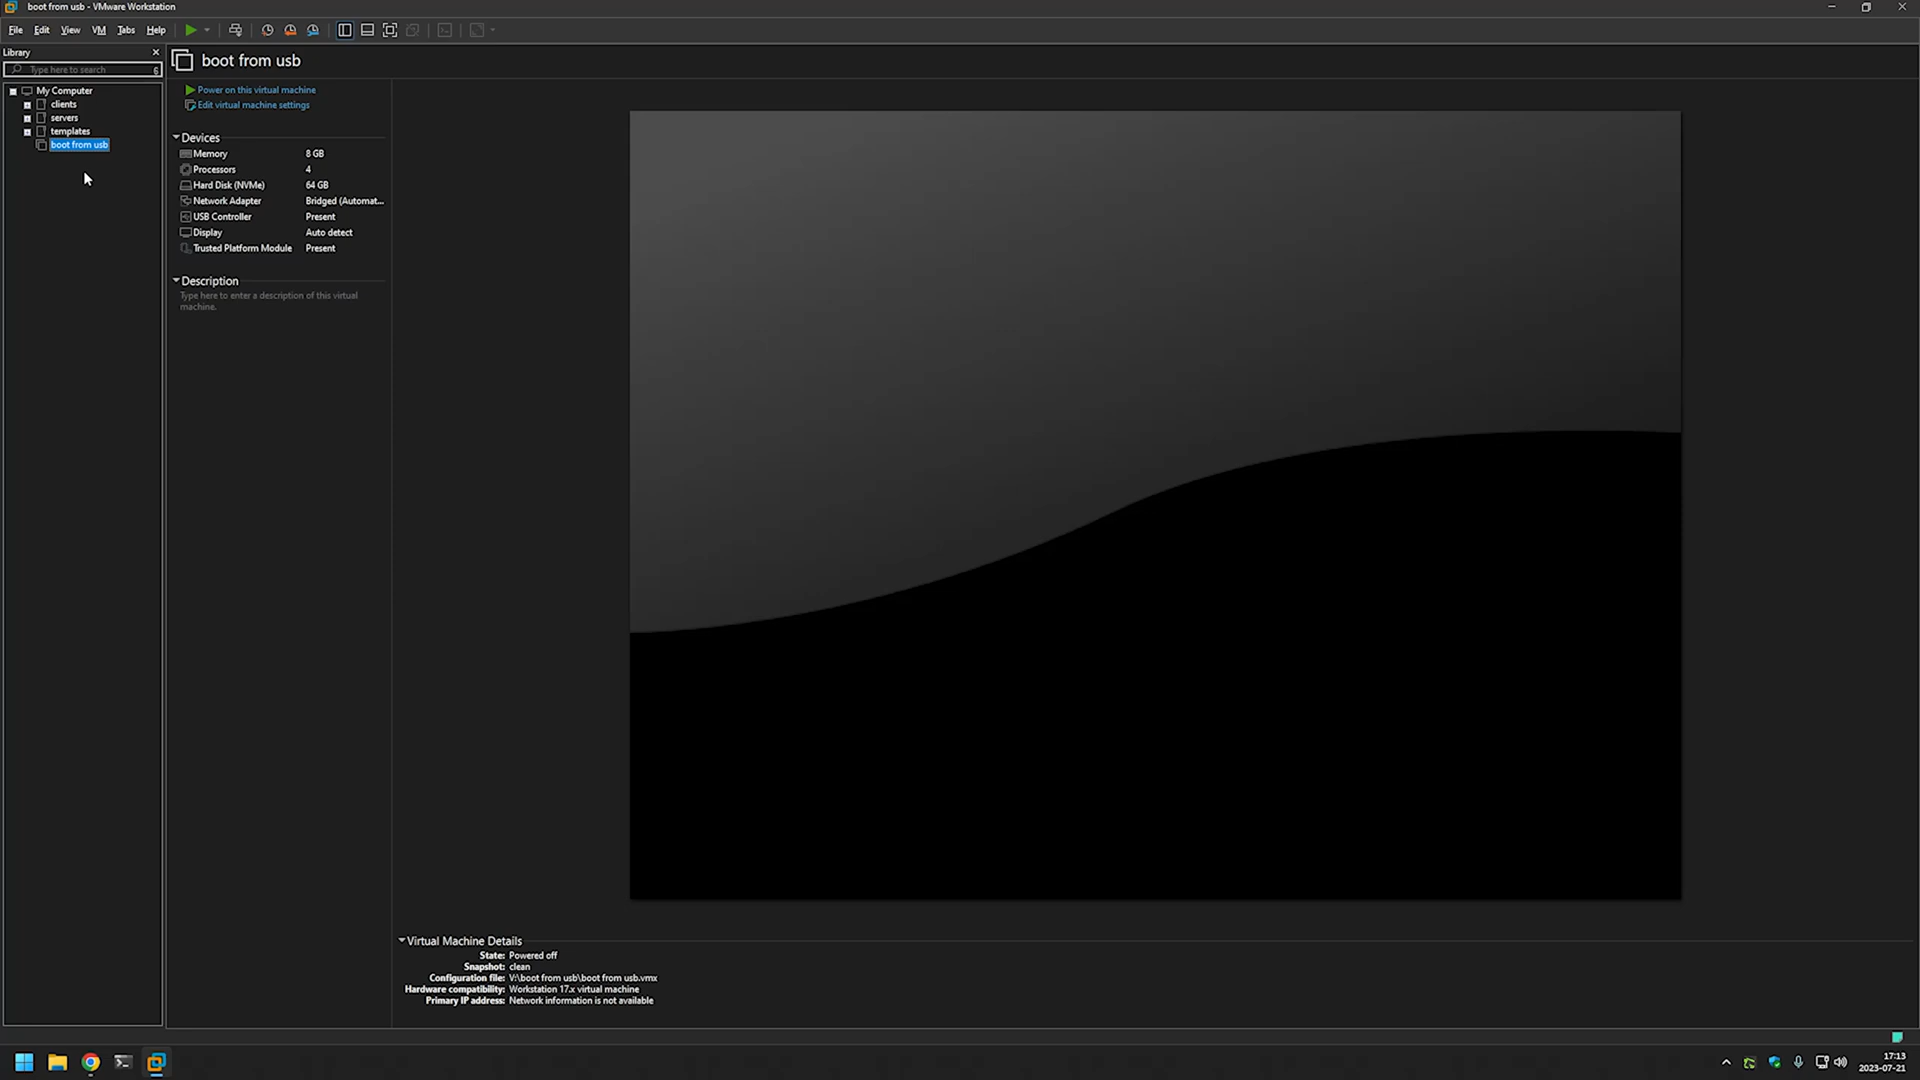 boot from usb - VMware Workstation
File Edit View VM Tabs Help
Library
Type here to search
My Computer
clients
servers
templates
boot from usb
boot from usb
Power on this virtual machine
Edit virtual machine settings
Devices
Memory 8 GB
Processors 4
Hard Disk (NVMe) 64 GB
Network Adapter Bridged (Automat...
USB Controller Present
Display Auto detect
Trusted Platform Module Present
Description
Type here to enter a description of this virtual
machine.
Virtual Machine Details
State: Powered off
Snapshot: clean
Configuration file: V:\boot from usb\boot from usb.vmx
Hardware compatibility: Workstation 17.x virtual machine
Primary IP address: Network information is not available
17:13
2023-07-21